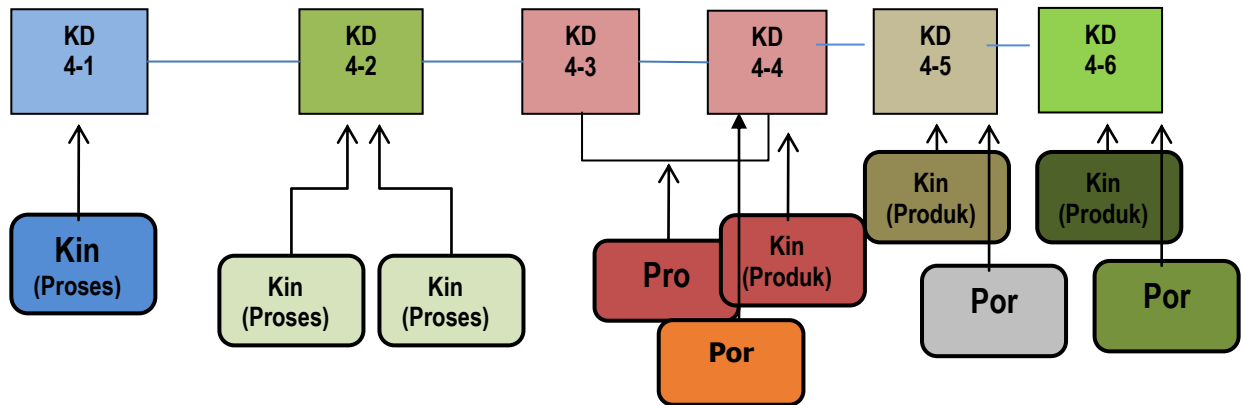 KD
4-1
KD
4-2
KD
4-3
KD
4-4
KD
4-5
KD
4-6
Kin
(Proses)
Kin
(Proses)
Kin
(Proses)
Pro
Kin
(Produk)
Por
Kin
(Produk)
Por
Kin
(Produk)
Por